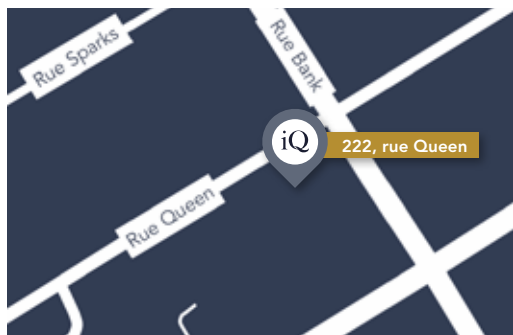 Rue Sparks
Rue Bank
iQ
222, rue Queen
Rue Queen